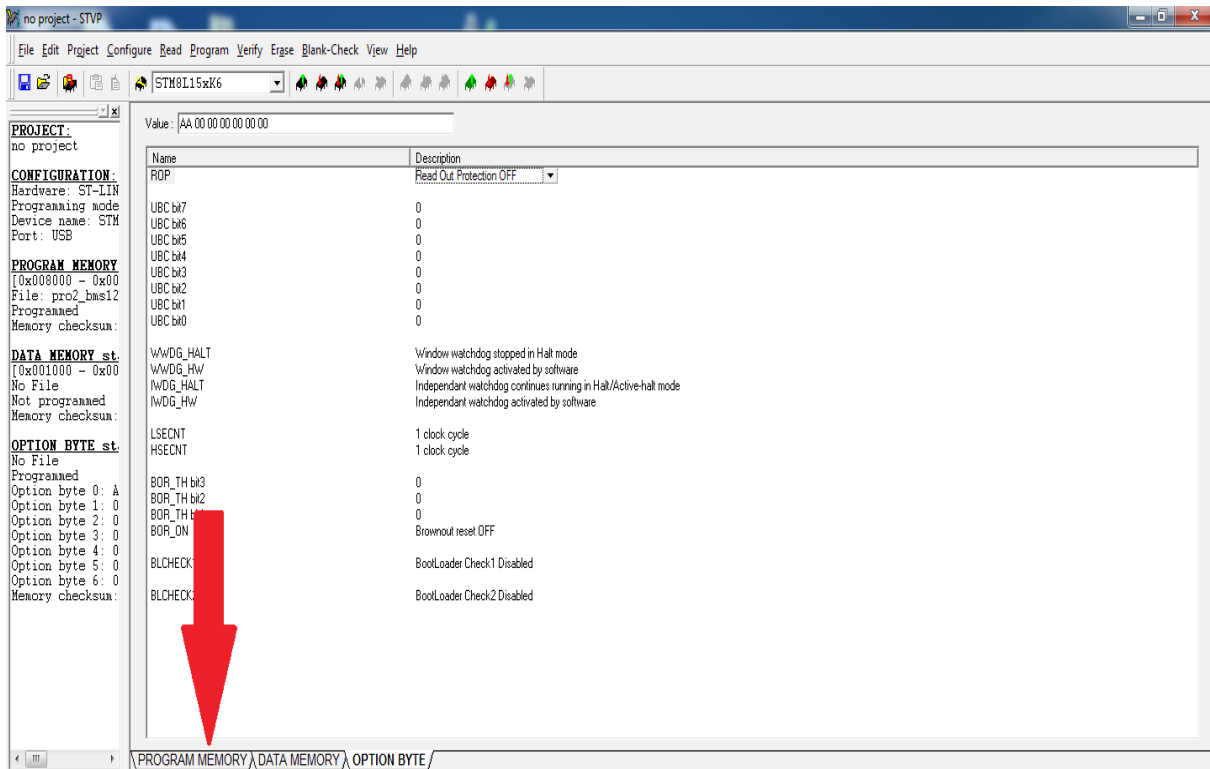 no project - STVP
File Edit Project Configure Read Program Verify Erase Blank-Check View Help
STM8L15xK6
PROJECT:
no project
CONFIGURATION:
Hardware: ST-LIN
Programming mode
Device name: STM
Port: USB
PROGRAM MEMORY
[0x008000 - 0x00
File: pro2_bms12
Programmed
Memory checksum:
DATA MEMORY st
[0x001000 - 0x00
No File
Not programmed
Memory checksum:
OPTION BYTE st
No File
Programmed
Option byte 0: A
Option byte 1: 0
Option byte 2: 0
Option byte 3: 0
Option byte 4: 0
Option byte 5: 0
Option byte 6: 0
Memory checksum:
Value : AA 00 00 00 00 00 00
Name Description
ROP Read Out Protection OFF
UBC bit7 0
UBC bit6 0
UBC bit5 0
UBC bit4 0
UBC bit3 0
UBC bit2 0
UBC bit1 0
UBC bit0 0
WWDG_HALT Window watchdog stopped in Halt mode
WWDG_HW Window watchdog activated by software
IWDG_HALT Independant watchdog continues running in Halt/Active-halt mode
IWDG_HW Independant watchdog activated by software
LSECNT 1 clock cycle
HSECNT 1 clock cycle
BOR_TH bit3 0
BOR_TH bit2 0
BOR_TH 0
BOR_ON Brownout reset OFF
BLCHECK BootLoader Check1 Disabled
BLCHECK BootLoader Check2 Disabled
PROGRAM MEMORY DATA MEMORY OPTION BYTE